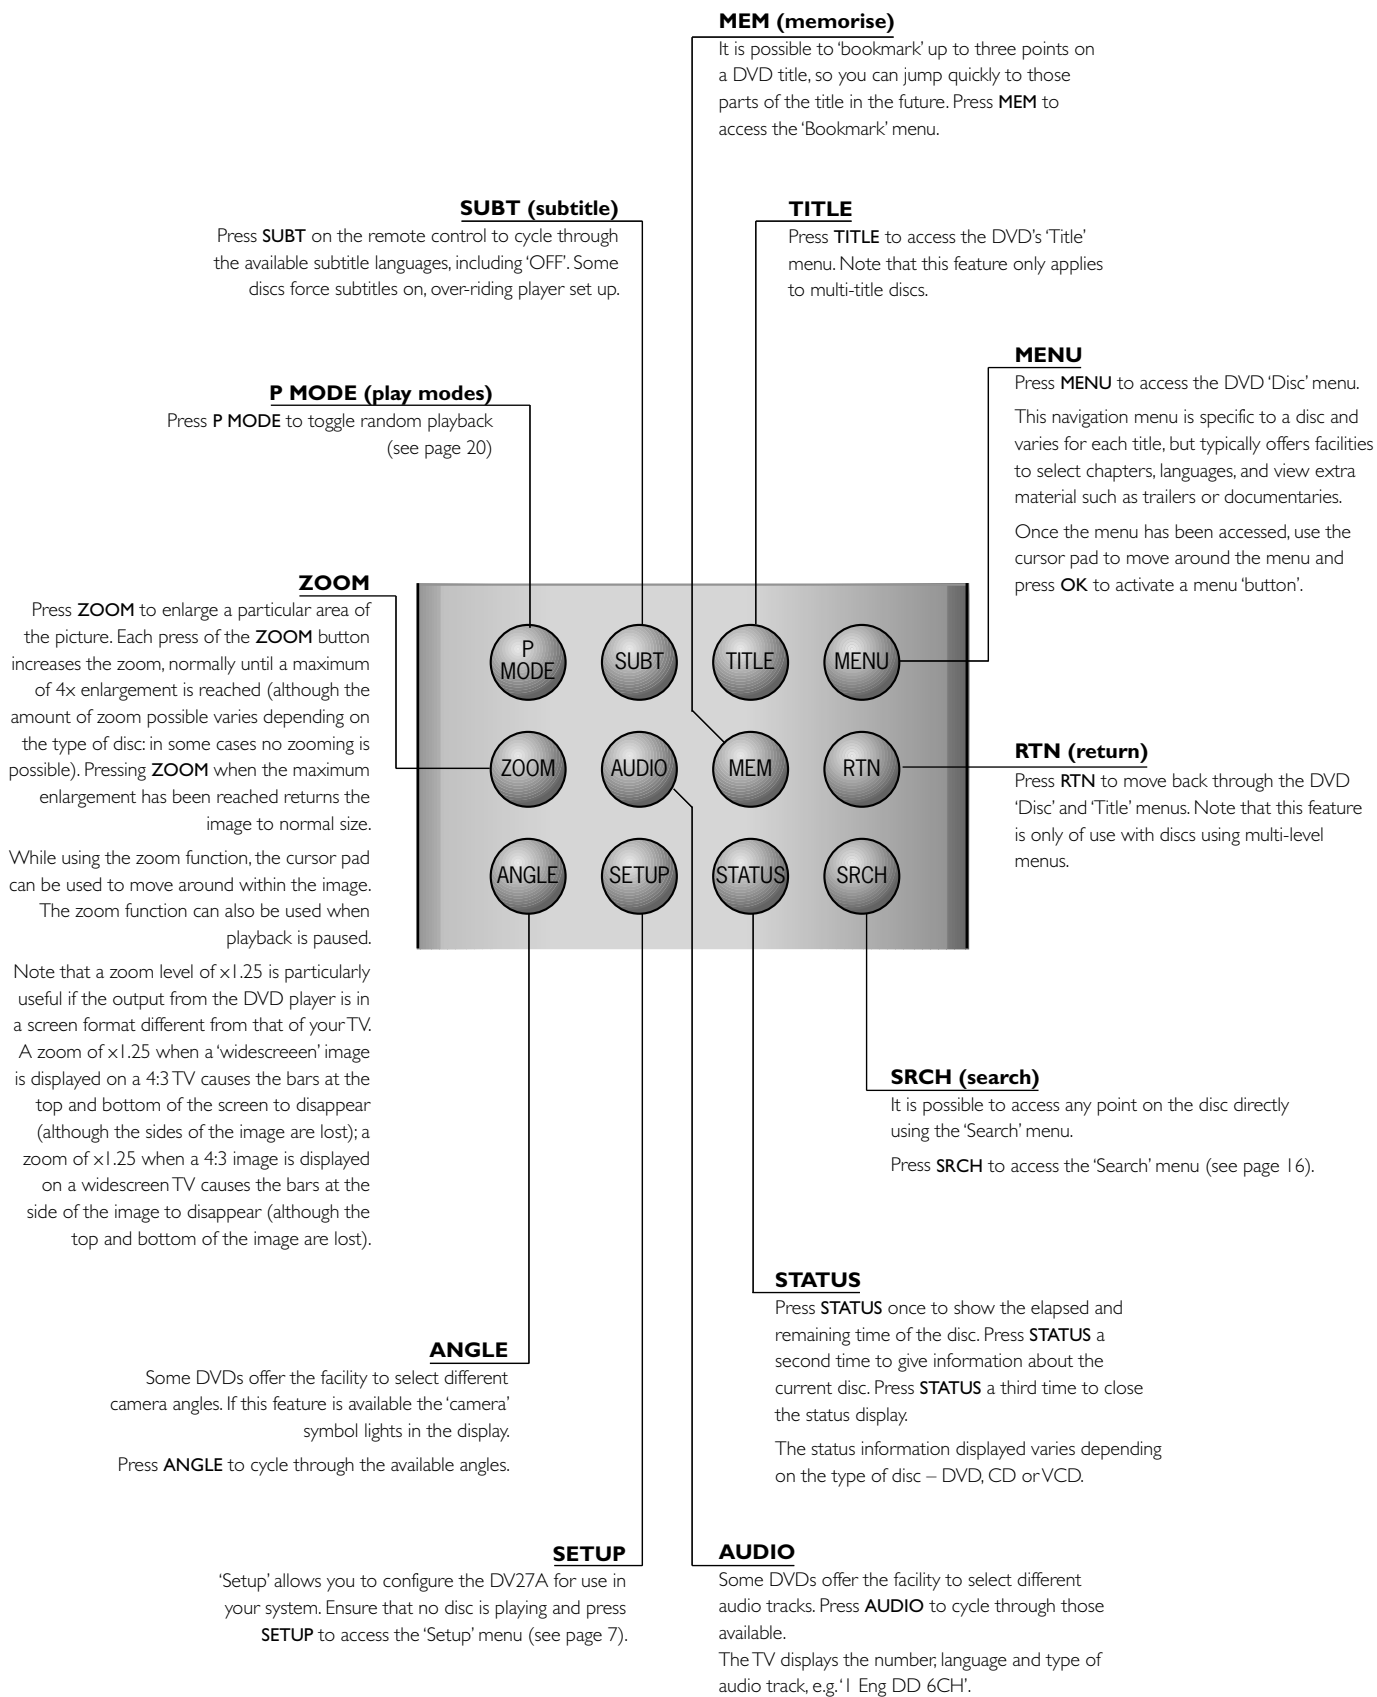 MEM (memorise)
It is possible to ‘bookmark’ up to three points on
a DVD title, so you can jump quickly to those
parts of the title in the future. Press MEM to
access the ‘Bookmark’ menu.
SUBT (subtitle)
Press SUBT on the remote control to cycle through
the available subtitle languages, including ‘OFF’. Some
discs force subtitles on, over-riding player set up.
TITLE
Press TITLE to access the DVD’s ‘Title’
menu. Note that this feature only applies
to multi-title discs.
MENU
Press MENU to access the DVD ‘Disc’ menu.
This navigation menu is specific to a disc and
varies for each title, but typically offers facilities
to select chapters, languages, and view extra
material such as trailers or documentaries.
Once the menu has been accessed, use the
cursor pad to move around the menu and
press OK to activate a menu ‘button’.
P MODE (play modes)
Press P MODE to toggle random playback
(see page 20)
ZOOM
Press ZOOM to enlarge a particular area of
the picture. Each press of the ZOOM button
increases the zoom, normally until a maximum
of 4x enlargement is reached (although the
amount of zoom possible varies depending on
the type of disc: in some cases no zooming is
possible). Pressing ZOOM when the maximum
enlargement has been reached returns the
image to normal size.
While using the zoom function, the cursor pad
can be used to move around within the image.
The zoom function can also be used when
playback is paused.
Note that a zoom level of x1.25 is particularly
useful if the output from the DVD player is in
a screen format different from that of your TV.
A zoom of x1.25 when a ‘widescreeen’ image
is displayed on a 4:3 TV causes the bars at the
top and bottom of the screen to disappear
(although the sides of the image are lost); a
zoom of x1.25 when a 4:3 image is displayed
on a widescreen TV causes the bars at the
side of the image to disappear (although the
top and bottom of the image are lost).
P
MODE
SUBT
TITLE
MENU
ZOOM
AUDIO
MEM
RTN
ANGLE
SETUP
STATUS
SRCH
RTN (return)
Press RTN to move back through the DVD
‘Disc’ and ‘Title’ menus. Note that this feature
is only of use with discs using multi-level
menus.
SRCH (search)
It is possible to access any point on the disc directly
using the ‘Search’ menu.
Press SRCH to access the ‘Search’ menu (see page 16).
STATUS
Press STATUS once to show the elapsed and
remaining time of the disc. Press STATUS a
second time to give information about the
current disc. Press STATUS a third time to close
the status display.
The status information displayed varies depending
on the type of disc – DVD, CD or VCD.
ANGLE
Some DVDs offer the facility to select different
camera angles. If this feature is available the ‘camera’
symbol lights in the display.
Press ANGLE to cycle through the available angles.
SETUP
‘Setup’ allows you to configure the DV27A for use in
your system. Ensure that no disc is playing and press
SETUP to access the ‘Setup’ menu (see page 7).
AUDIO
Some DVDs offer the facility to select different
audio tracks. Press AUDIO to cycle through those
available.
The TV displays the number, language and type of
audio track, e.g. ‘1 Eng DD 6CH’.